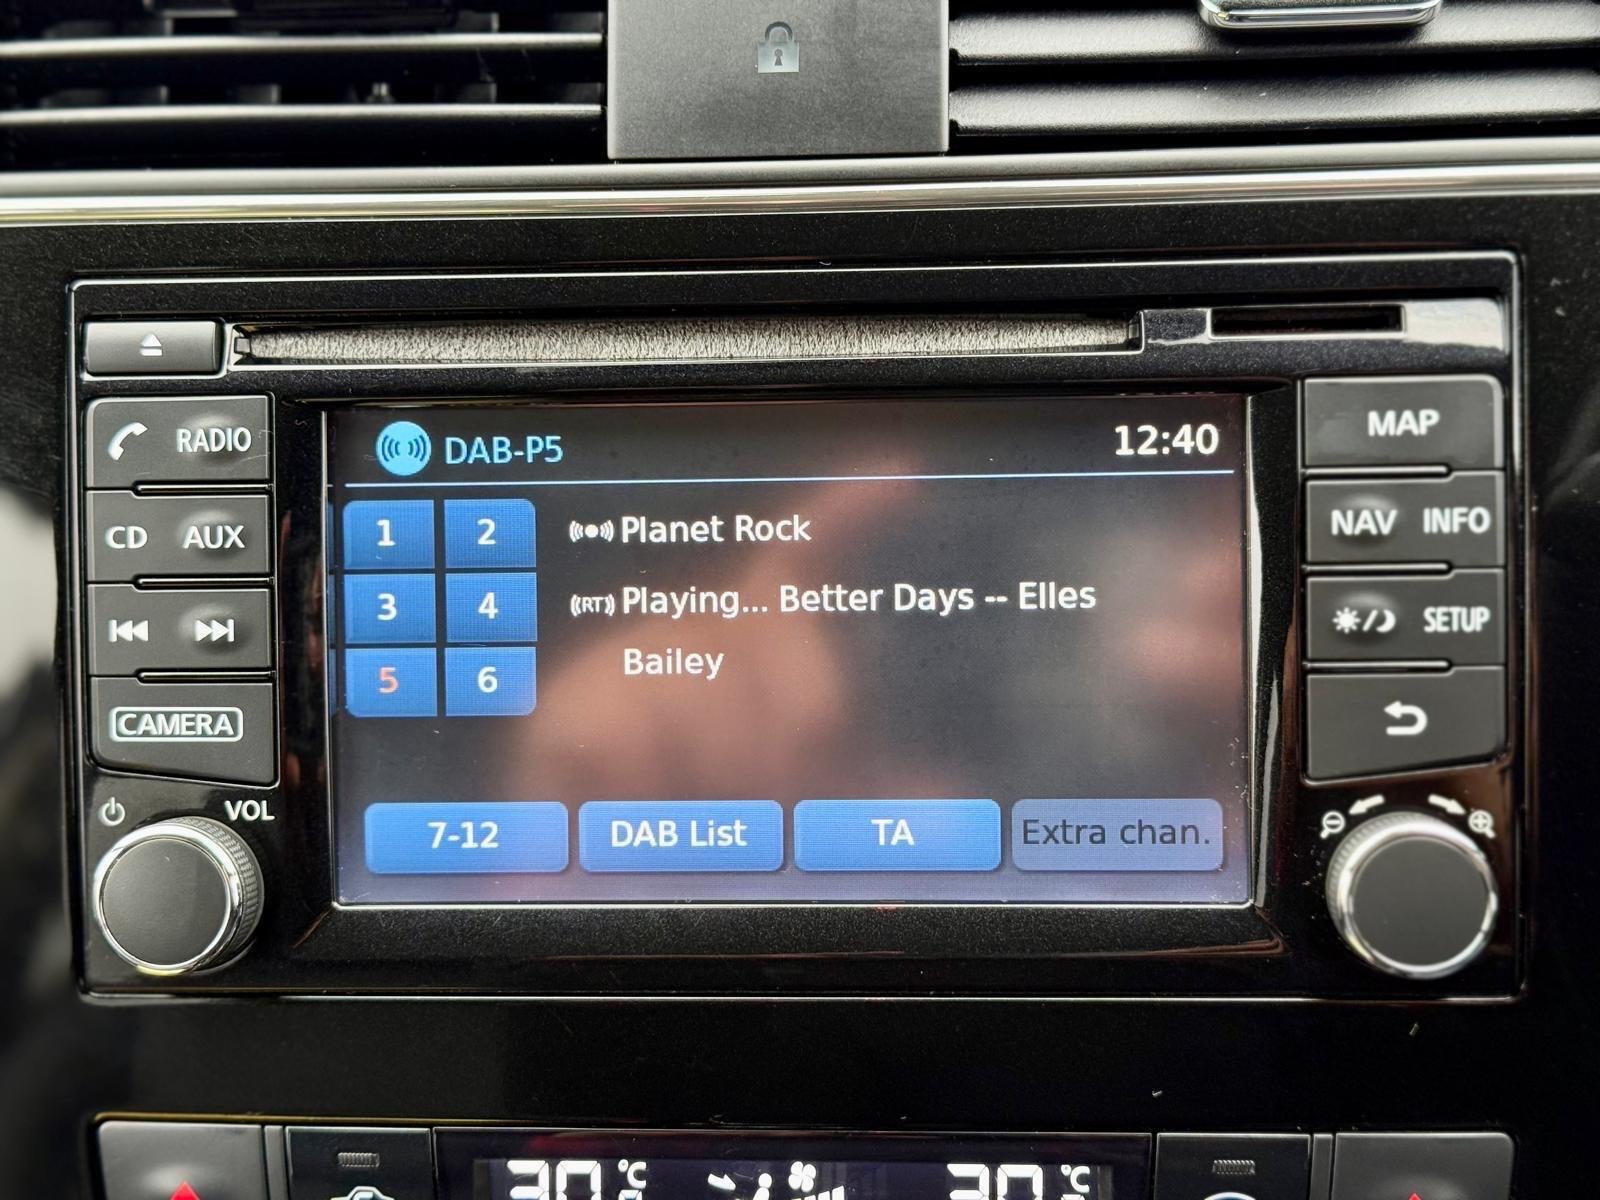 RADIO
CD AUX
CAMERA
VOL
DAB-P5 12:40
1 2
3 4
5 6
Planet Rock
((RT)) Playing... Better Days -- Elles
Bailey
7-12 DAB List TA Extra chan.
MAP
NAV INFO
SETUP
°C °C